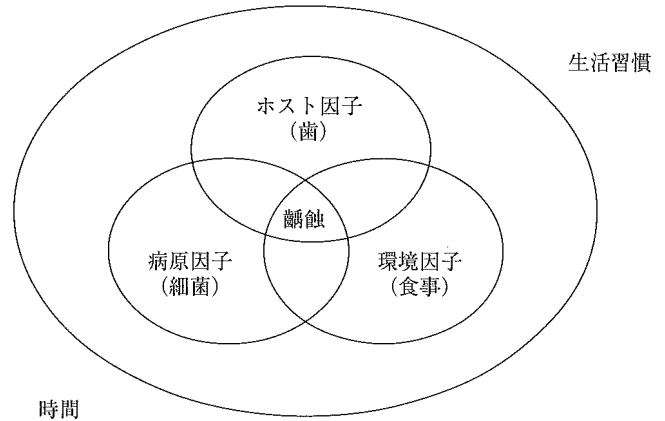 生活習慣
ホスト因子
(歯)
齲蝕
病原因子
(細菌)
環境因子
(食事)
時間